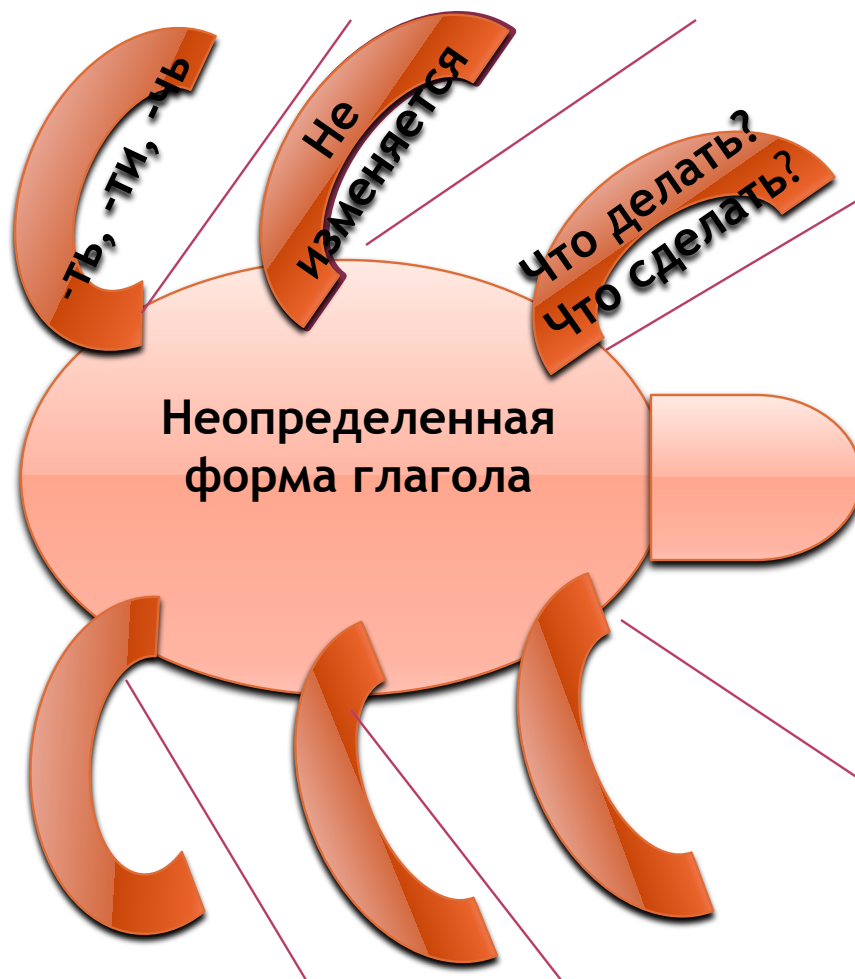 -ть, -ти, -чь
Не
изменяется
Что делать?
Что сделать?
Неопределенная
форма глагола